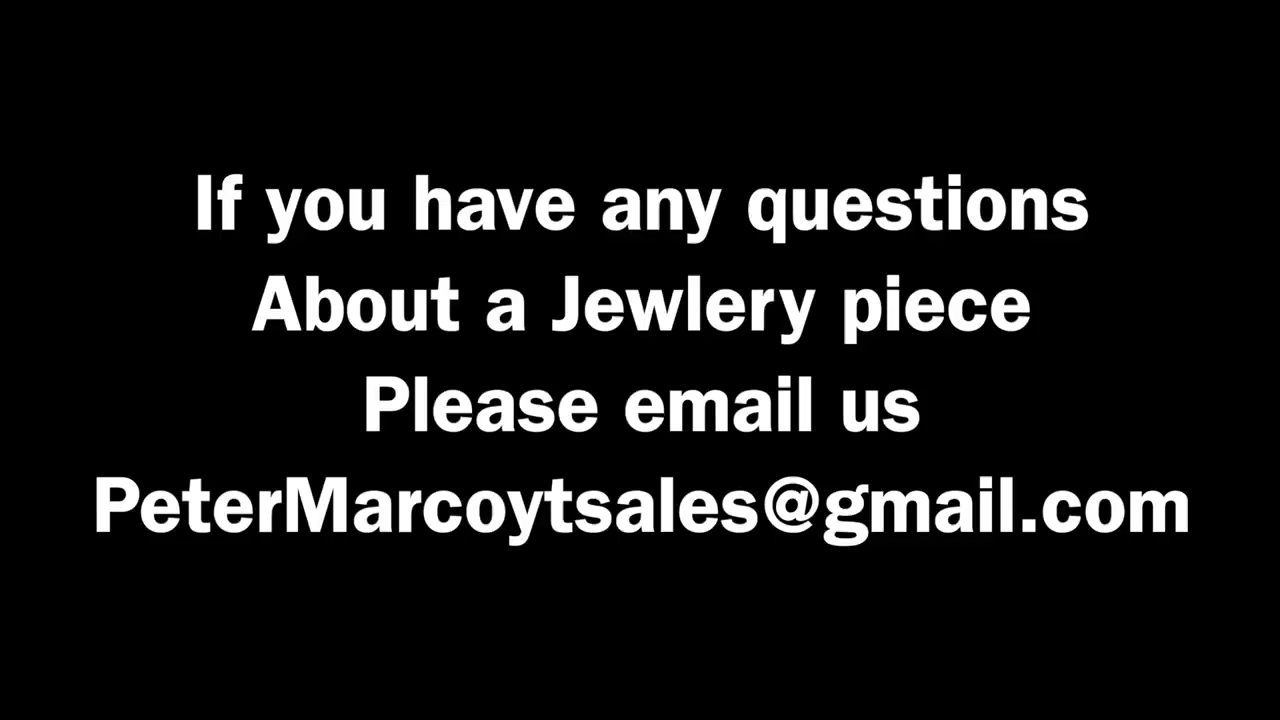 If you have any questions
About a Jewlery piece
Please email us
PeterMarcoytsales@gmail.com